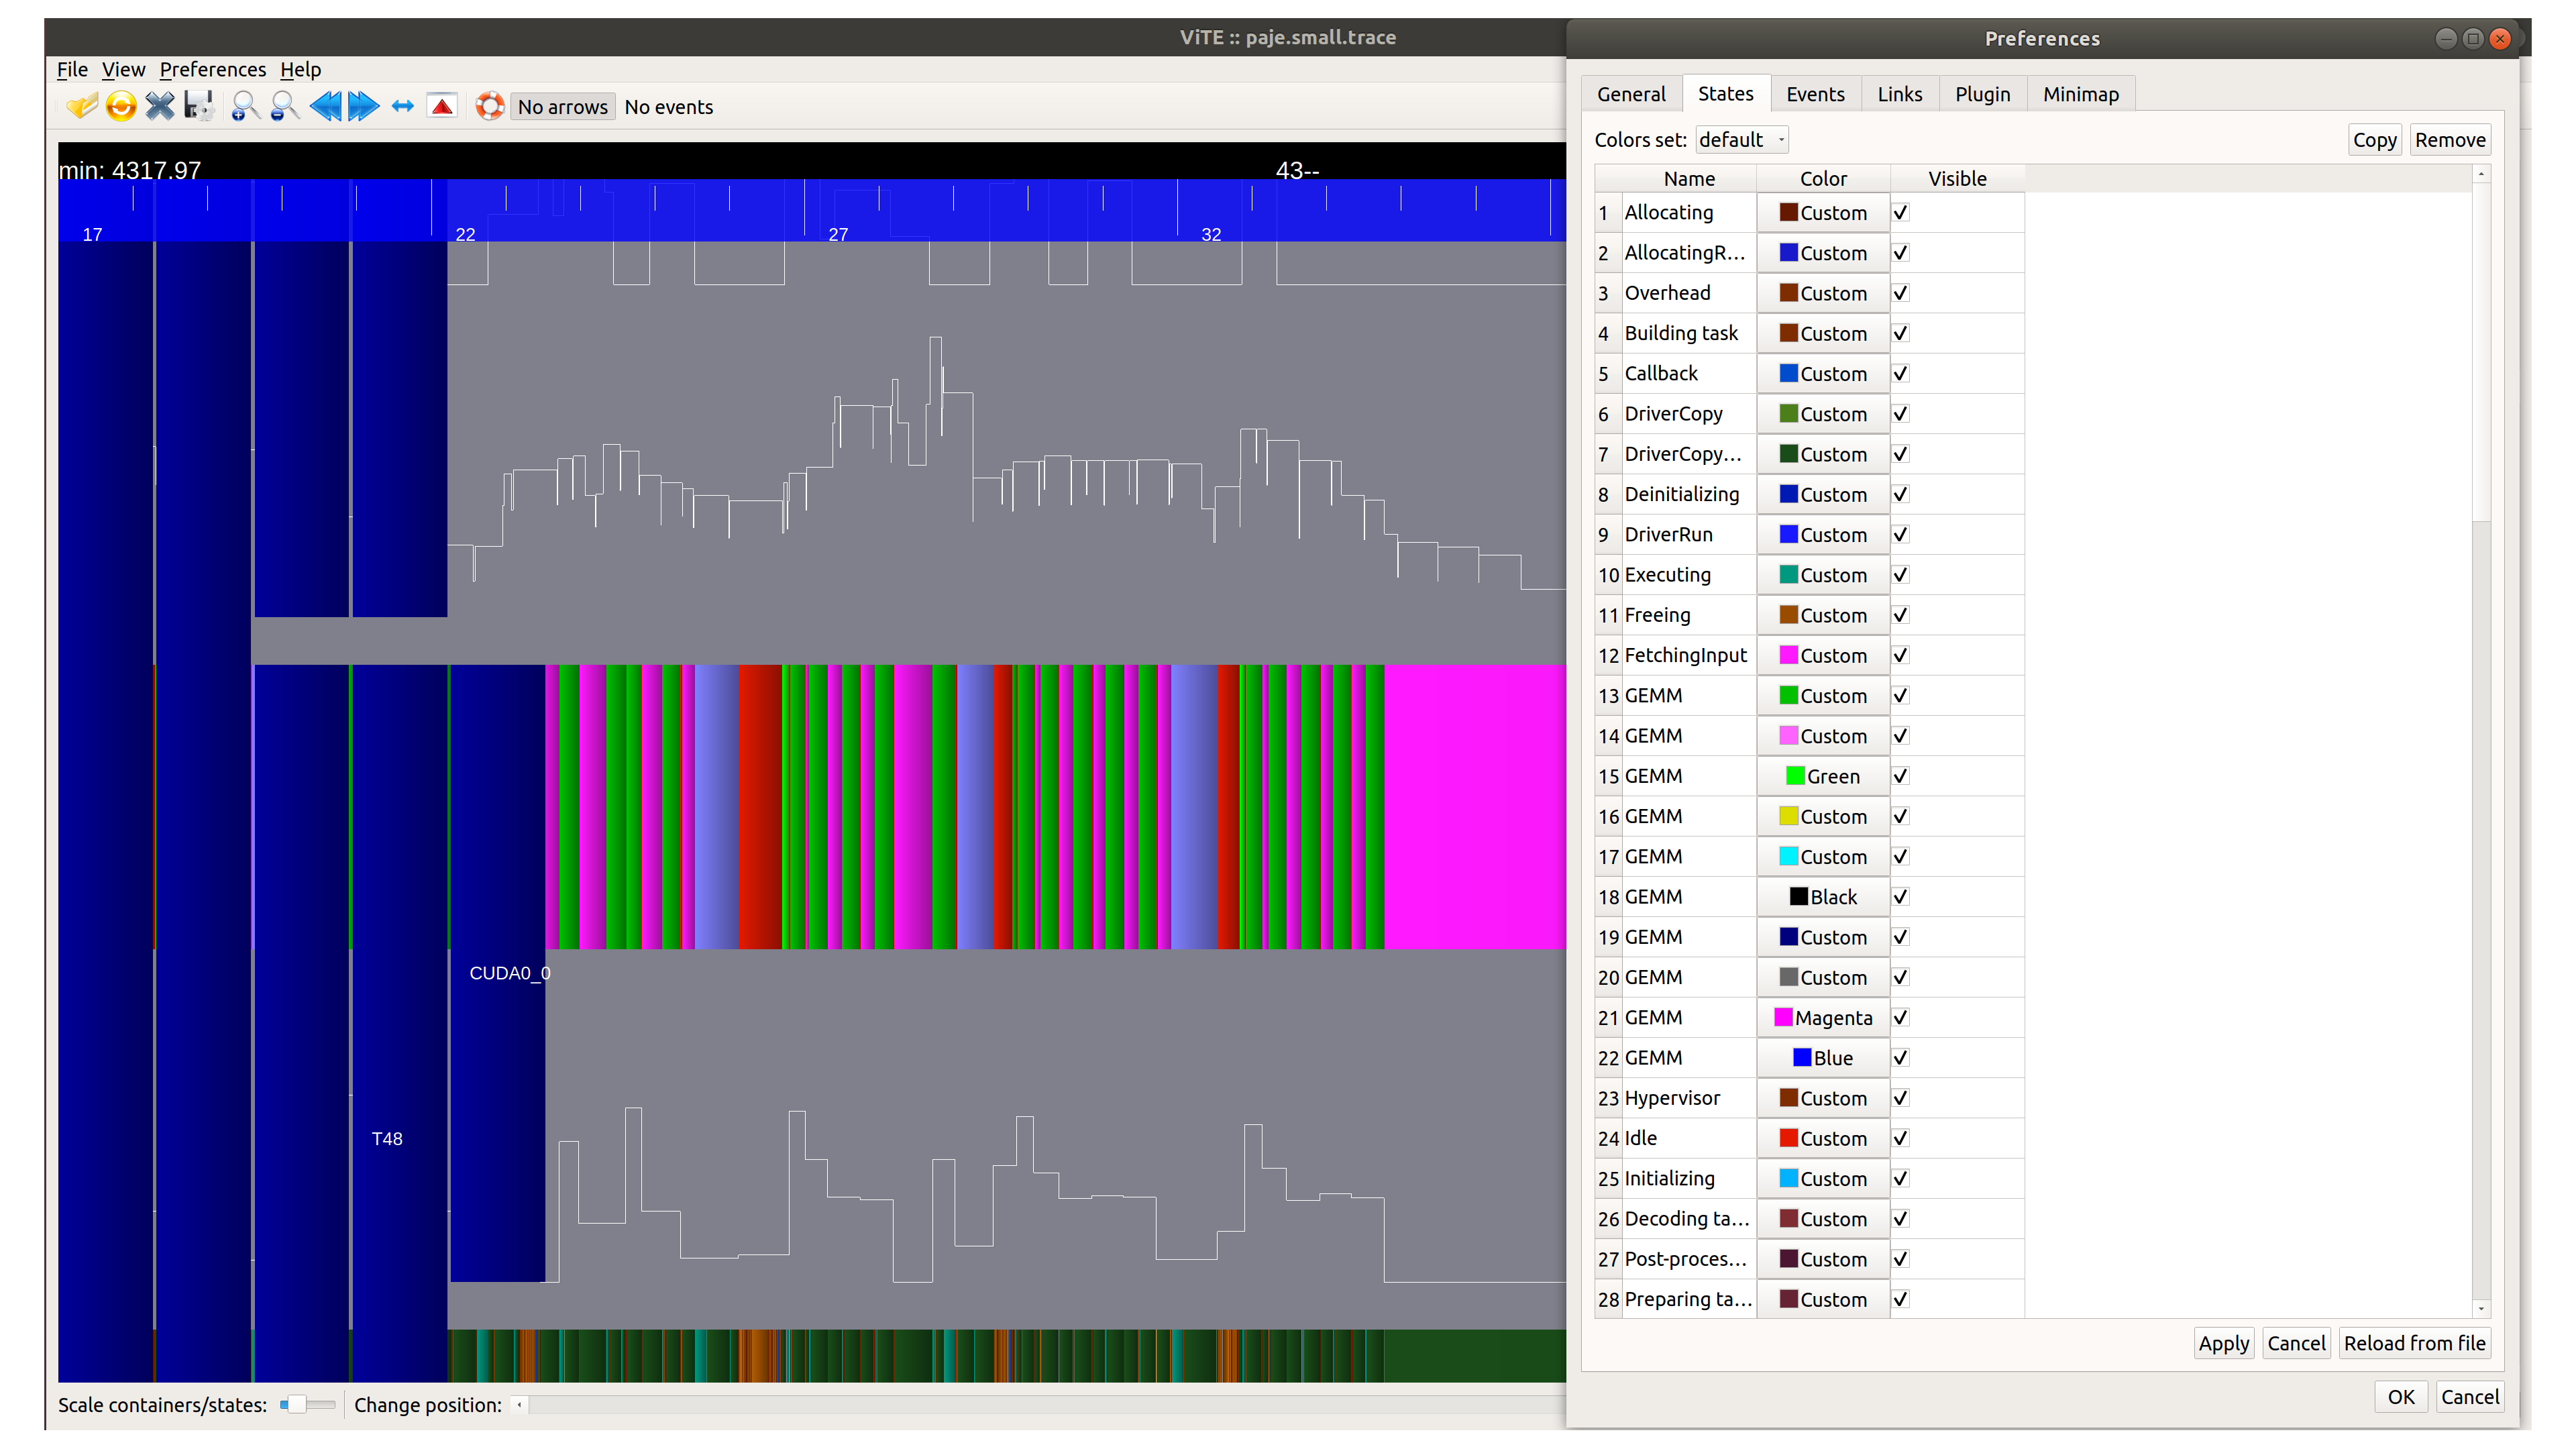 ViTE :: paje.small.trace
File View Preferences Help
No arrows No events
min: 4317.97 43--
17 22 27 32
CUDA0_0
T48
Scale containers/states: Change position:
Preferences
General States Events Links Plugin Minimap
Colors set: default Copy Remove
Name Color Visible
1 Allocating Custom
2 AllocatingR... Custom
3 Overhead Custom
4 Building task Custom
5 Callback Custom
6 DriverCopy Custom
7 DriverCopy... Custom
8 Deinitializing Custom
9 DriverRun Custom
10 Executing Custom
11 Freeing Custom
12 FetchingInput Custom
13 GEMM Custom
14 GEMM Custom
15 GEMM Green
16 GEMM Custom
17 GEMM Custom
18 GEMM Black
19 GEMM Custom
20 GEMM Custom
21 GEMM Magenta
22 GEMM Blue
23 Hypervisor Custom
24 Idle Custom
25 Initializing Custom
26 Decoding ta... Custom
27 Post-proces... Custom
28 Preparing ta... Custom
Apply Cancel Reload from file
OK Cancel